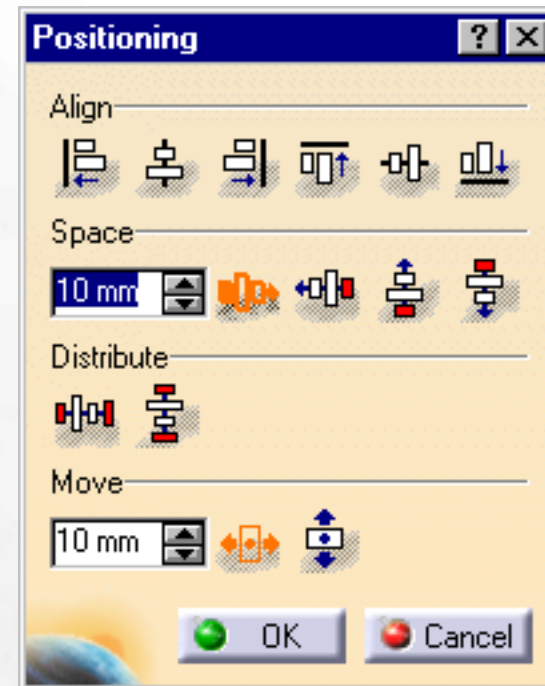 Positioning
Align
Space
10 mm
Distribute
Move
10 mm
OK
Cancel